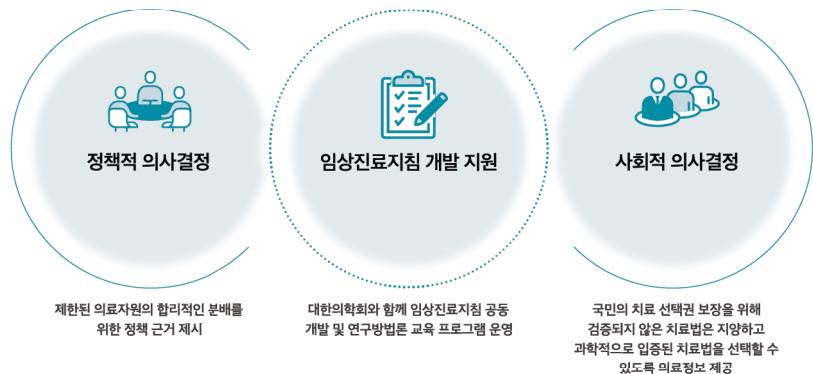 정책적 의사결정
제한된 의료자원의 합리적인 분배를
위한 정책 근거 제시
임상진료지침 개발 지원
대한의학회와 함께 임상진료지침 공동
개발 및 연구방법론 교육 프로그램 운영
사회적 의사결정
국민의 치료 선택권 보장을 위해
검증되지 않은 치료법은 지양하고
과학적으로 입증된 치료법을 선택할 수
있도록 의료정보 제공